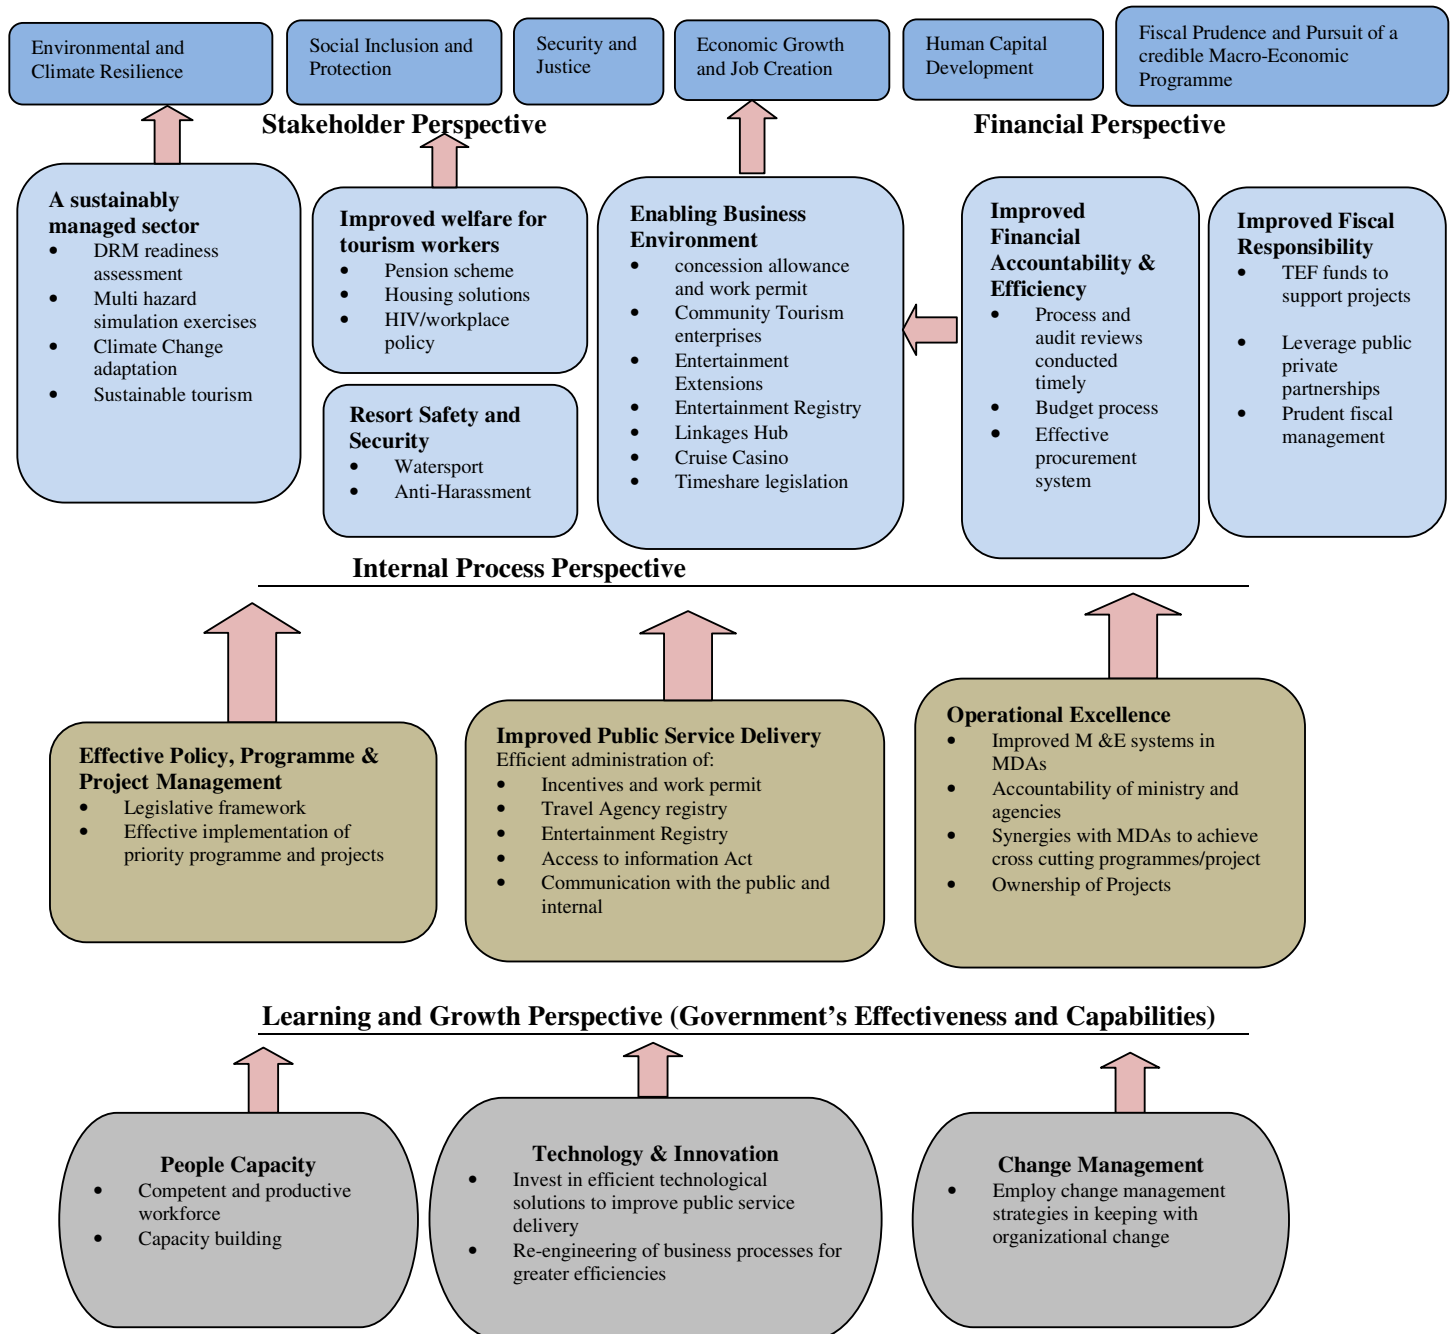 Environmental and
Climate Resilience
Social Inclusion and
Protection
Security and
Justice
Economic Growth
and Job Creation
Human Capital
Development
Fiscal Prudence and Pursuit of a
credible Macro-Economic
Programme
Stakeholder Perspective
Financial Perspective
A sustainably
managed sector
• DRM readiness
assessment
• Multi hazard
simulation exercises
• Climate Change
adaptation
• Sustainable tourism
Improved welfare for
tourism workers
• Pension scheme
• Housing solutions
• HIV/workplace
policy
Resort Safety and
Security
• Watersport
• Anti-Harassment
Enabling Business
Environment
• concession allowance
and work permit
• Community Tourism
enterprises
• Entertainment
Extensions
• Entertainment Registry
• Linkages Hub
• Cruise Casino
• Timeshare legislation
Improved
Financial
Accountability &
Efficiency
• Process and
audit reviews
conducted
timely
• Budget process
• Effective
procurement
system
Improved Fiscal
Responsibility
• TEF funds to
support projects
• Leverage public
private
partnerships
• Prudent fiscal
management
Internal Process Perspective
Effective Policy, Programme &
Project Management
• Legislative framework
• Effective implementation of
priority programme and projects
Improved Public Service Delivery
Efficient administration of:
• Incentives and work permit
• Travel Agency registry
• Entertainment Registry
• Access to information Act
• Communication with the public and
internal
Operational Excellence
• Improved M &E systems in
MDAs
• Accountability of ministry and
agencies
• Synergies with MDAs to achieve
cross cutting programmes/project
• Ownership of Projects
Learning and Growth Perspective (Government’s Effectiveness and Capabilities)
People Capacity
• Competent and productive
workforce
• Capacity building
Technology & Innovation
• Invest in efficient technological
solutions to improve public service
delivery
• Re-engineering of business processes for
greater efficiencies
Change Management
• Employ change management
strategies in keeping with
organizational change